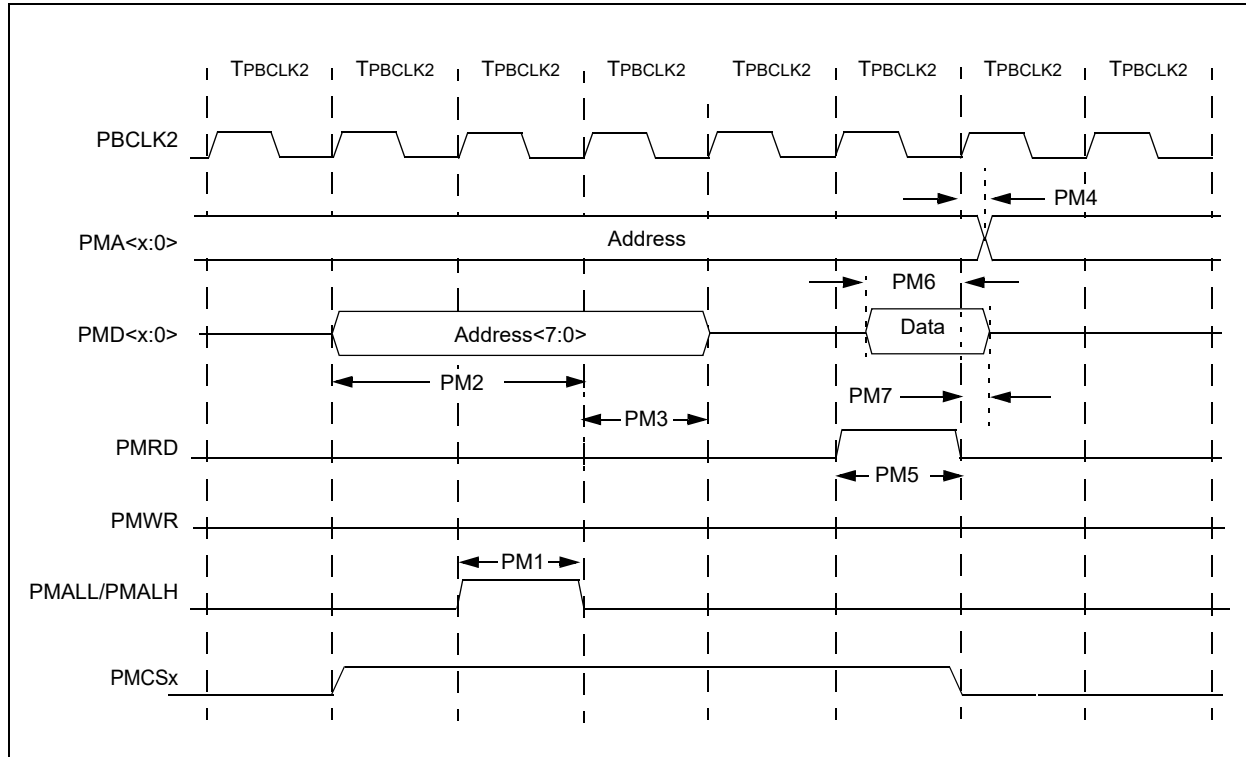 TPBCLK2 TPBCLK2 TPBCLK2 TPBCLK2 TPBCLK2 TPBCLK2 TPBCLK2 TPBCLK2
PBCLK2
PM4
PMA<x:0> Address
PM6
PMD<x:0> Address<7:0> Data
PM2
PM7
PM3
PMRD
PM5
PMWR
PM1
PMALL/PMALH
PMCSx